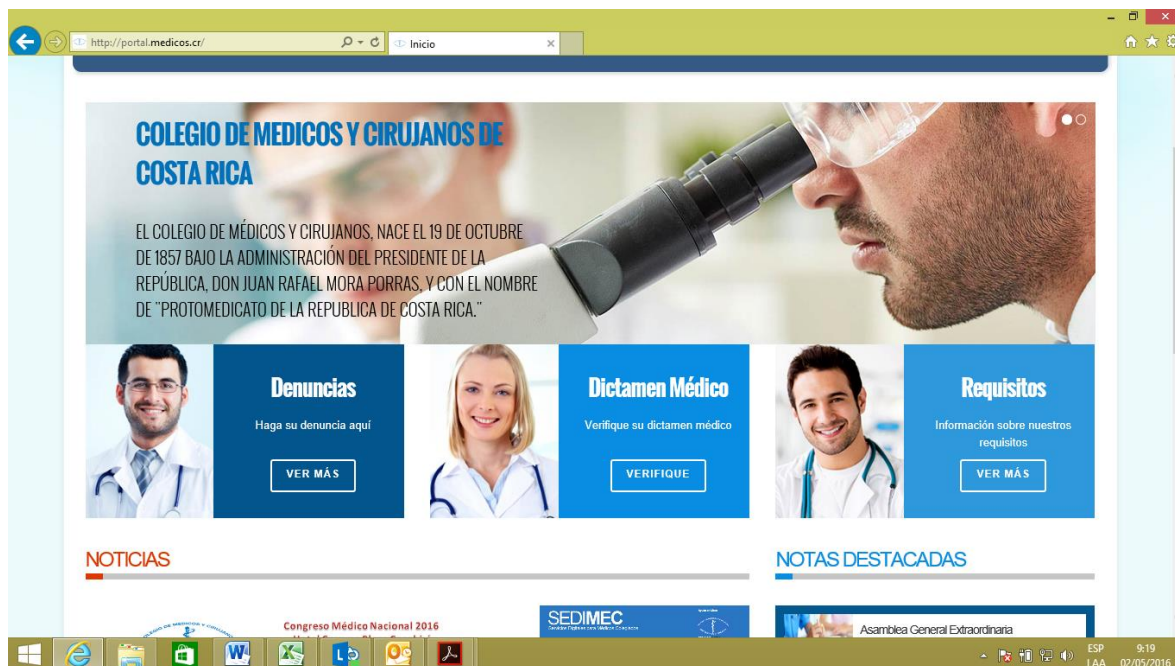 http://portal.medicos.cr/
Inicio
COLEGIO DE MEDICOS Y CIRUJANOS DE
COSTA RICA
EL COLEGIO DE MÉDICOS Y CIRUJANOS, NACE EL 19 DE OCTUBRE
DE 1857 BAJO LA ADMINISTRACIÓN DEL PRESIDENTE DE LA
REPÚBLICA, DON JUAN RAFAEL MORA PORRAS, Y CON EL NOMBRE
DE "PROTOMEDICATO DE LA REPUBLICA DE COSTA RICA."
Denuncias
Haga su denuncia aquí
VER MÁS
Dictamen Médico
Verifique su dictamen médico
VERIFIQUE
Requisitos
Información sobre nuestros
requisitos
VER MÁS
NOTICIAS
NOTAS DESTACADAS
Congreso Médico Nacional 2016
SEDIMEC
Asamblea General Extraordinaria
ESP
LAA
9:19
02/05/2016